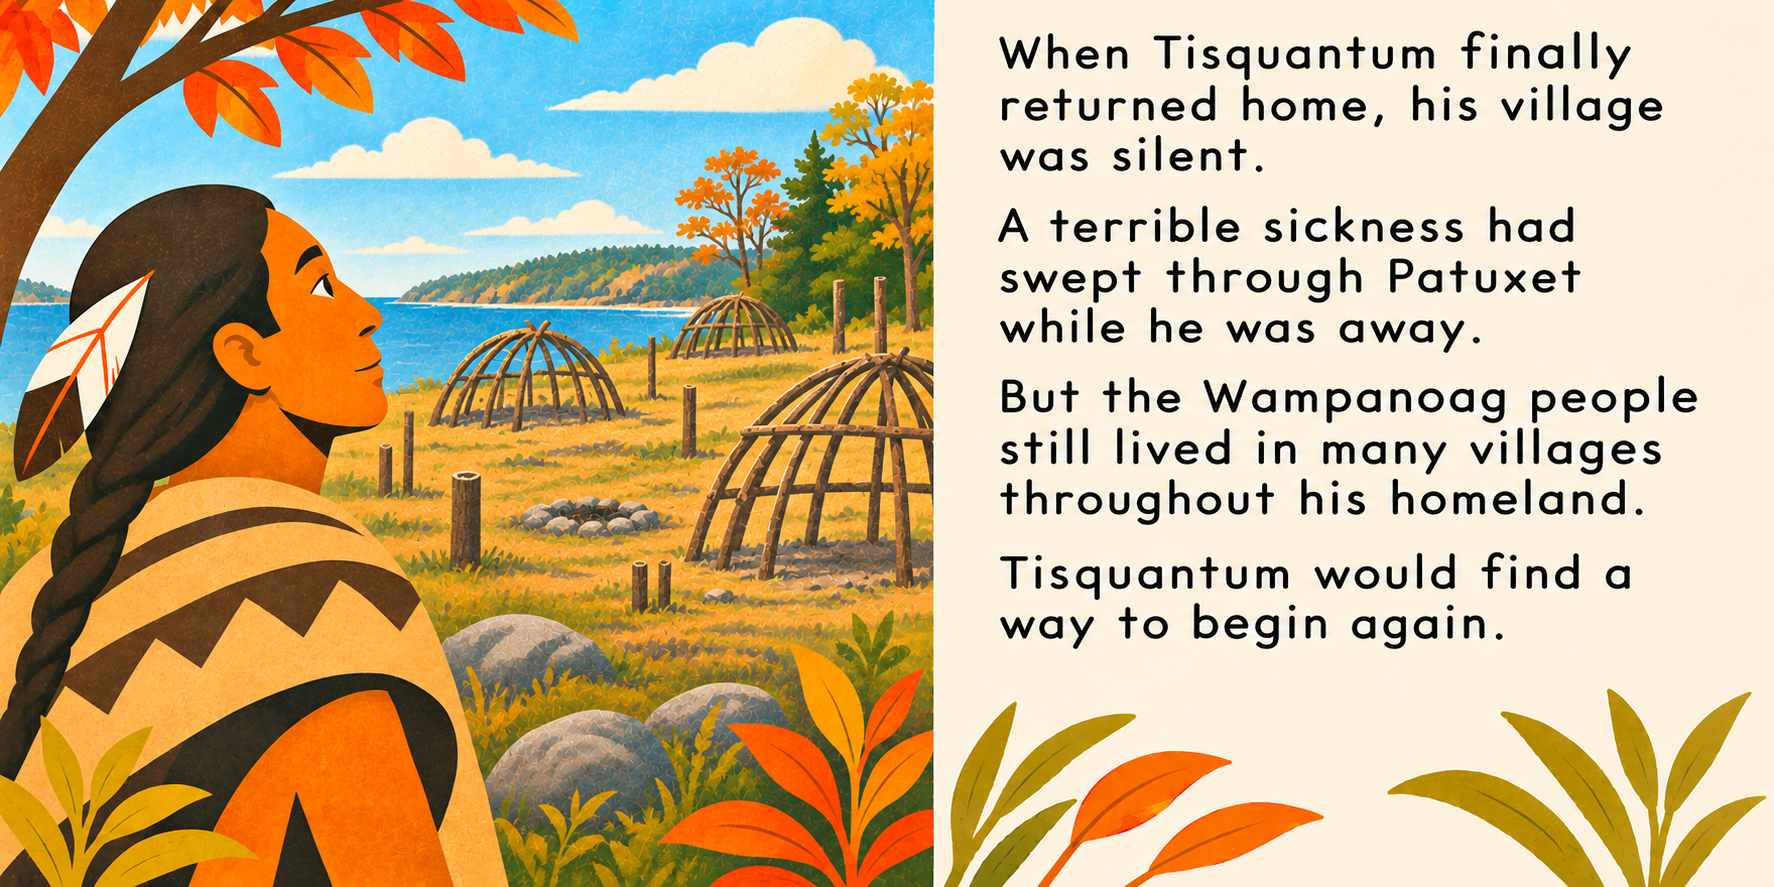 When Tisquantum finally
returned home, his village
was silent.
A terrible sickness had
swept through Patuxet
while he was away.
But the Wampanoag people
still lived in many villages
throughout his homeland.
Tisquantum would find a
way to begin again.